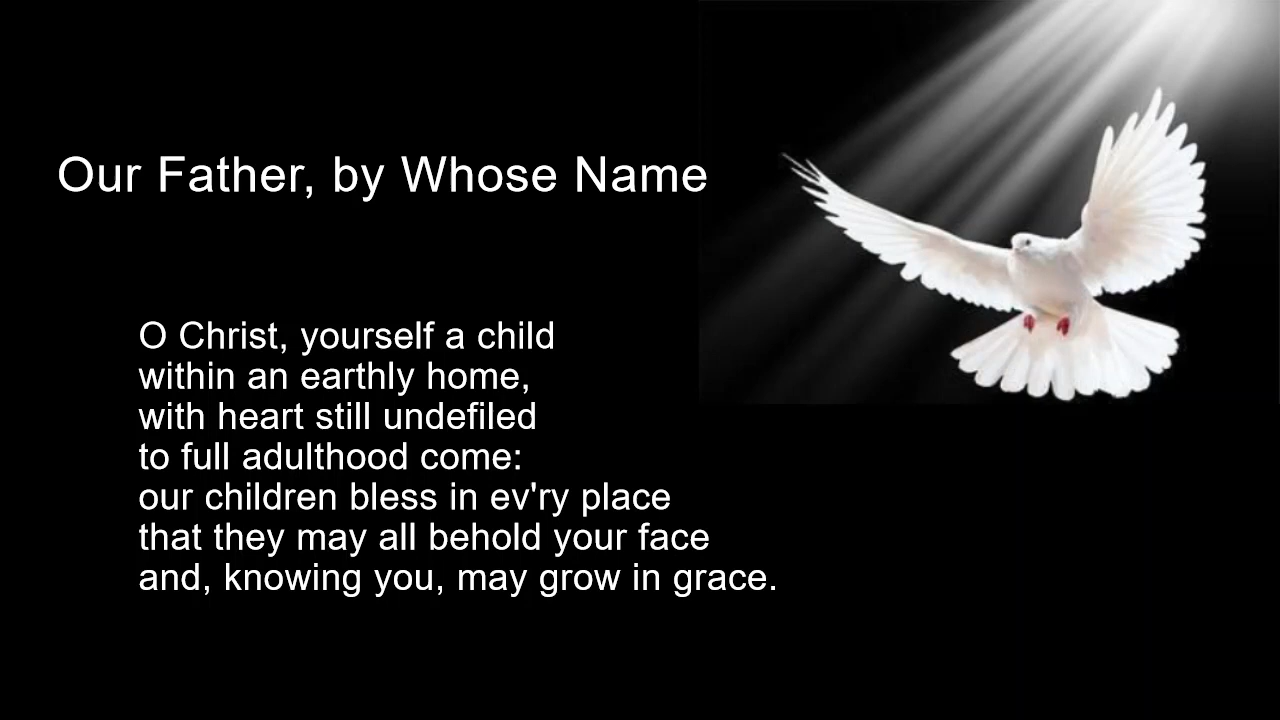 Our Father, by Whose Name
O Christ, yourself a child
within an earthly home,
with heart still undefiled
to full adulthood come:
our children bless in ev'ry place
that they may all behold your face
and, knowing you, may grow in grace.